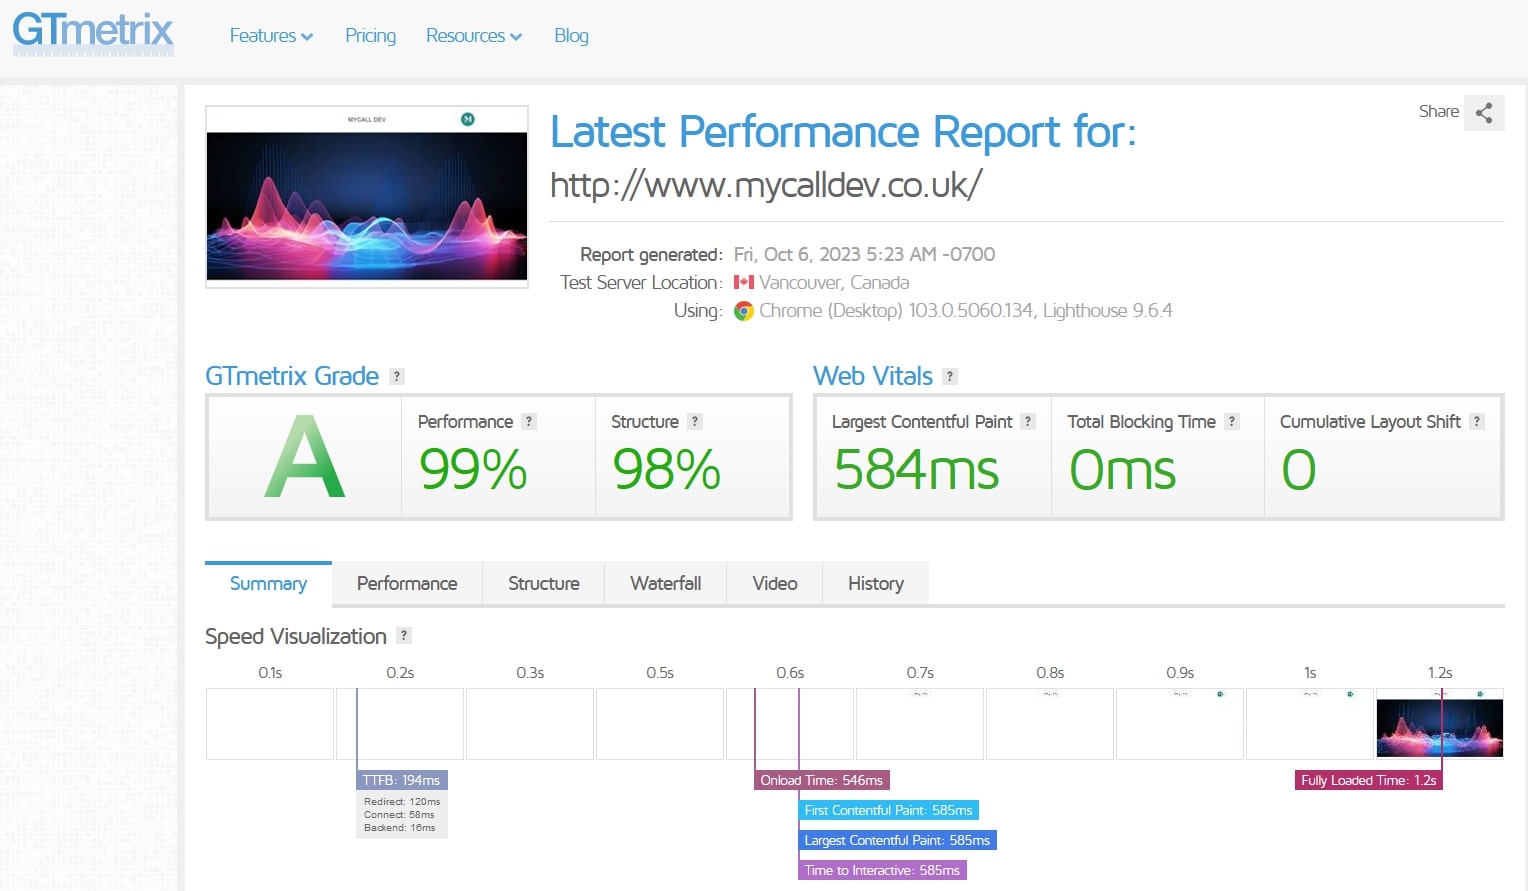 GTmetrix
Features
Pricing
Resources
Blog
MYCALL DEV
M
Latest Performance Report for:
http://www.mycalldev.co.uk/
Share
Report generated: Fri, Oct 6, 2023 5:23 AM -0700
Test Server Location: Vancouver, Canada
Using: Chrome (Desktop) 103.0.5060.134, Lighthouse 9.6.4
GTmetrix Grade ?
A
Performance ?
99%
Structure ?
98%
Web Vitals ?
Largest Contentful Paint ?
584ms
Total Blocking Time ?
0ms
Cumulative Layout Shift ?
0
Summary
Performance
Structure
Waterfall
Video
History
Speed Visualization ?
0.1s
0.2s
0.3s
0.5s
0.6s
0.7s
0.8s
0.9s
1s
1.2s
TTFB: 194ms
Redirect: 120ms
Connect: 58ms
Backend: 16ms
Onload Time: 546ms
First Contentful Paint: 585ms
Largest Contentful Paint: 585ms
Time to Interactive: 585ms
Fully Loaded Time: 1.2s